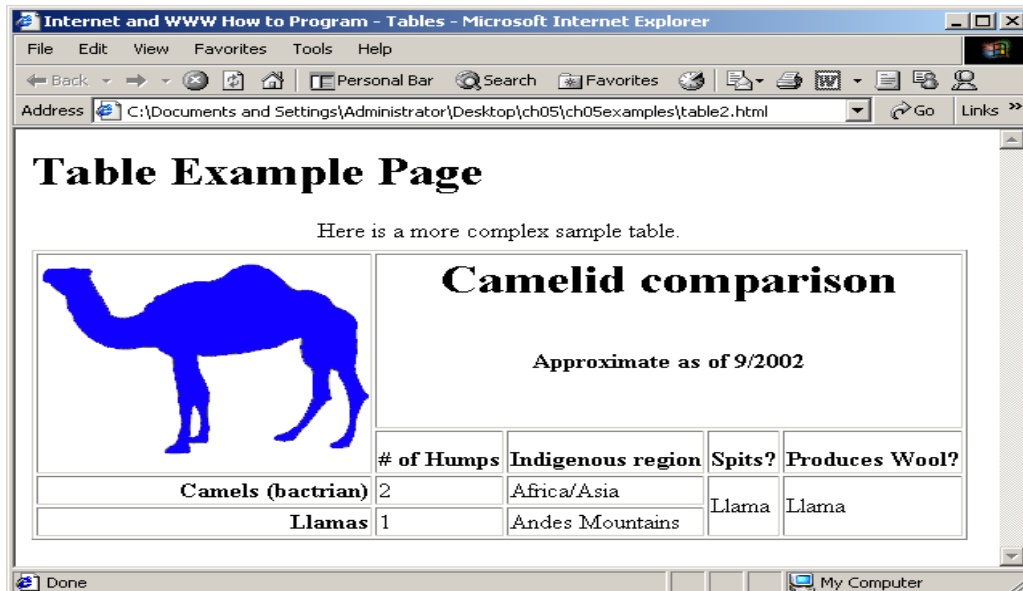 Internet and WWW How to Program - Tables - Microsoft Internet Explorer
File Edit View Favorites Tools Help
Back Personal Bar Search Favorites
Address C:\Documents and Settings\Administrator\Desktop\ch05\ch05examples\table2.html Go Links »
Table Example Page
Here is a more complex sample table.
Camelid comparison
Approximate as of 9/2002
# of Humps Indigenous region Spits? Produces Wool?
Camels (bactrian) 2 Africa/Asia
Llama Llama
Llamas 1 Andes Mountains
Done My Computer